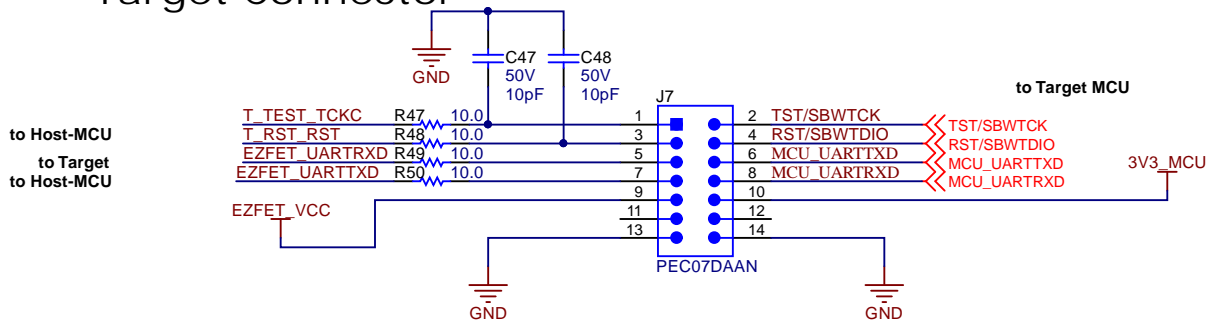 Target connector
C47
50V
10pF
C48
50V
10pF
GND
to Target MCU
J7
T_TEST_TCKC R47 10.0 1 2 TST/SBWTCK TST/SBWTCK
to Host-MCU
T_RST_RST R48 10.0 3 4 RST/SBWTDIO RST/SBWTDIO
to Target
EZFET_UARTRXD R49 10.0 5 6 MCU_UARTTXD MCU_UARTTXD
3V3_MCU
to Host-MCU
EZFET_UARTTXD R50 10.0 7 8 MCU_UARTRXD MCU_UARTRXD
9 10
EZFET_VCC
11 12
13 14
PEC07DAAN
GND
GND